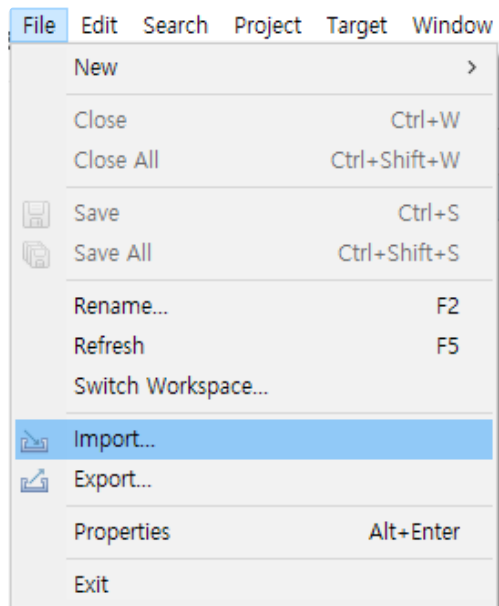 File Edit Search Project Target Window
New >
Close Ctrl+W
Close All Ctrl+Shift+W
Save Ctrl+S
Save All Ctrl+Shift+S
Rename... F2
Refresh F5
Switch Workspace...
Import...
Export...
Properties Alt+Enter
Exit